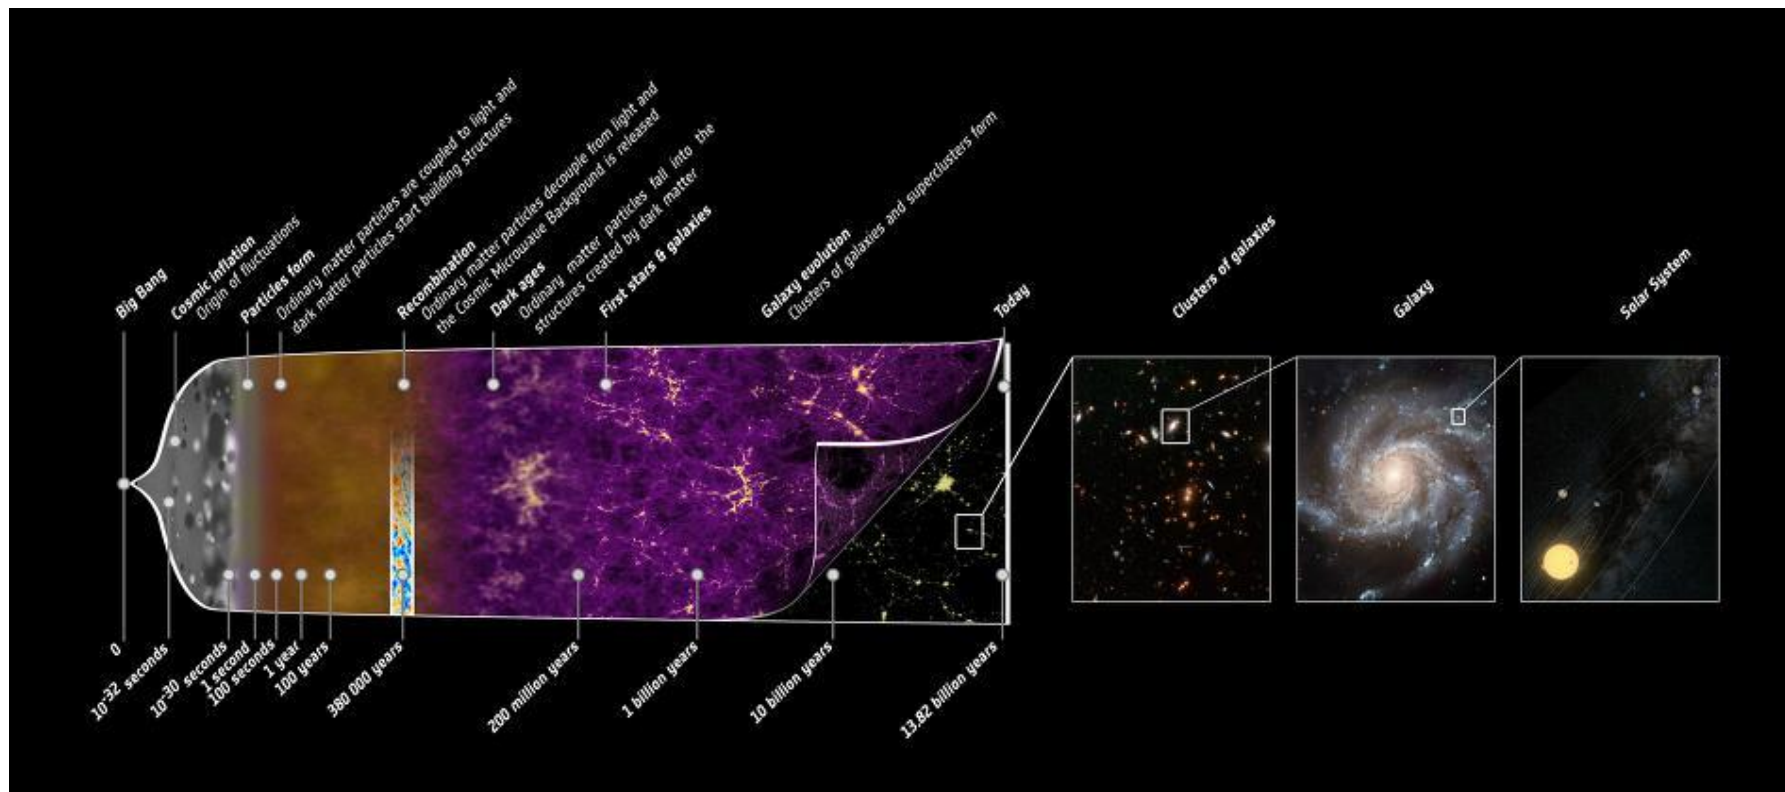 Big Bang
Cosmic inflation
Origin of fluctuations
Particles form
Ordinary matter particles are coupled to light and
dark matter particles start building structures
Recombination
Ordinary matter particles decouple from light and
the Cosmic Microwave Background is released
Dark ages
Ordinary matter particles fall into the
structures created by dark matter
First stars & galaxies
Galaxy evolution
Clusters of galaxies and superclusters form
Today
Clusters of galaxies
Galaxy
Solar System
0
10-32 seconds
10-30 seconds
1 second
100 seconds
1 year
100 years
380 000 years
200 million years
1 billion years
10 billion years
13.82 billion years